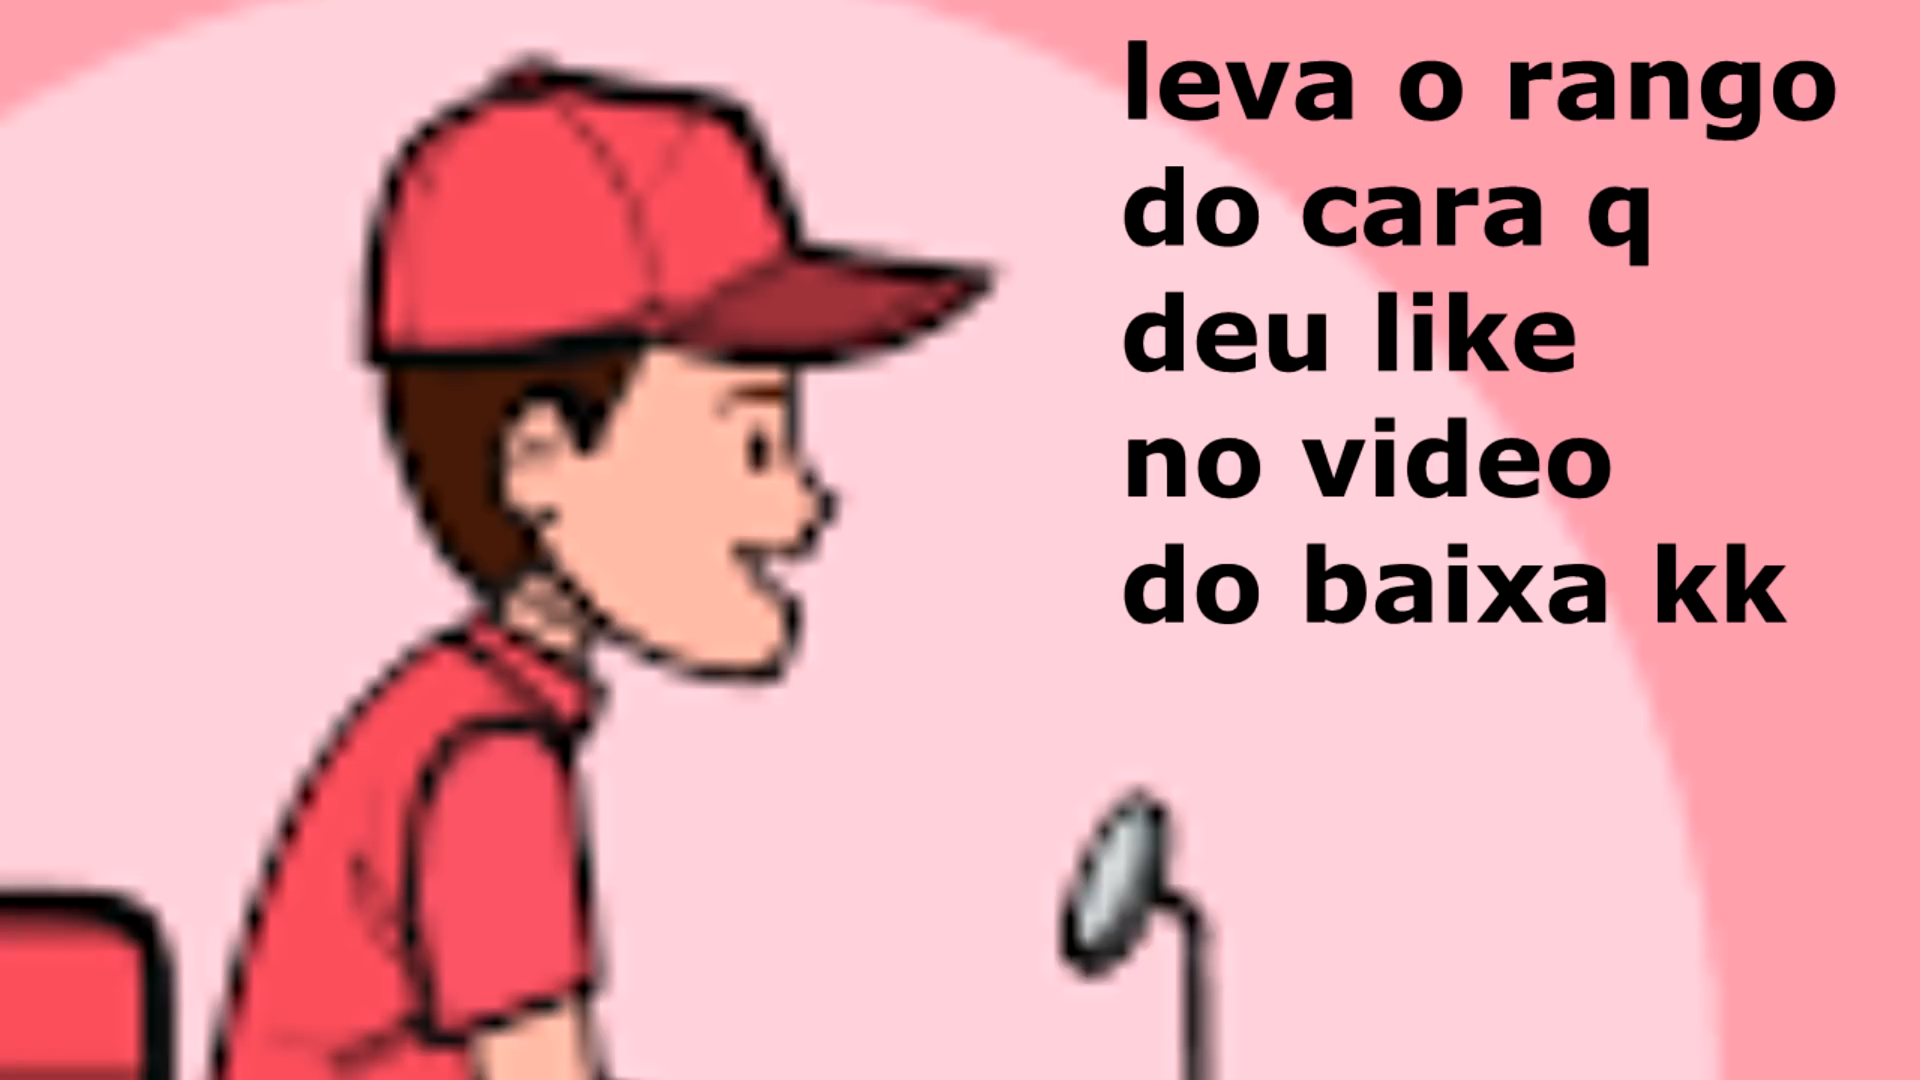 leva o rango
do cara q
deu like
no video
do baixa kk